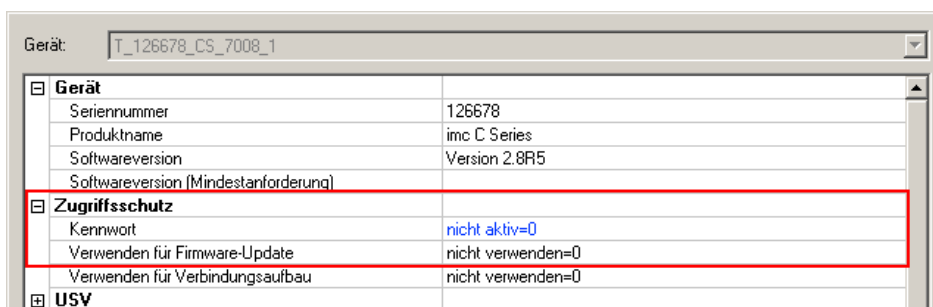 Gerät: T_126678_CS_7008_1
Gerät
Seriennummer 126678
Produktname imc C Series
Softwareversion Version 2.8R5
Softwareversion (Mindestanforderung)
Zugriffsschutz
Kennwort nicht aktiv=0
Verwenden für Firmware-Update nicht verwenden=0
Verwenden für Verbindungsaufbau nicht verwenden=0
USV